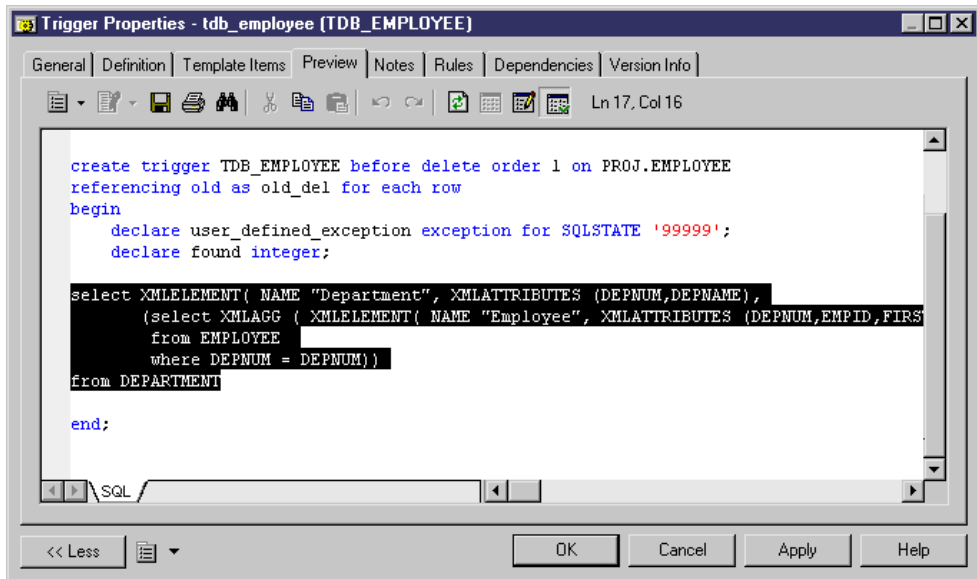 Trigger Properties - tdb_employee (TDB_EMPLOYEE)
General Definition Template Items Preview Notes Rules Dependencies Version Info
Ln 17, Col 16
create trigger TDB_EMPLOYEE before delete order 1 on PROJ.EMPLOYEE
referencing old as old_del for each row
begin
declare user_defined_exception exception for SQLSTATE '99999';
declare found integer;
select XMLELEMENT( NAME "Department", XMLATTRIBUTES (DEPNUM,DEPNAME),
(select XMLAGG ( XMLELEMENT( NAME "Employee", XMLATTRIBUTES (DEPNUM,EMPID,FIRS
from EMPLOYEE
where DEPNUM = DEPNUM))
from DEPARTMENT
end;
SQL
<< Less OK Cancel Apply Help